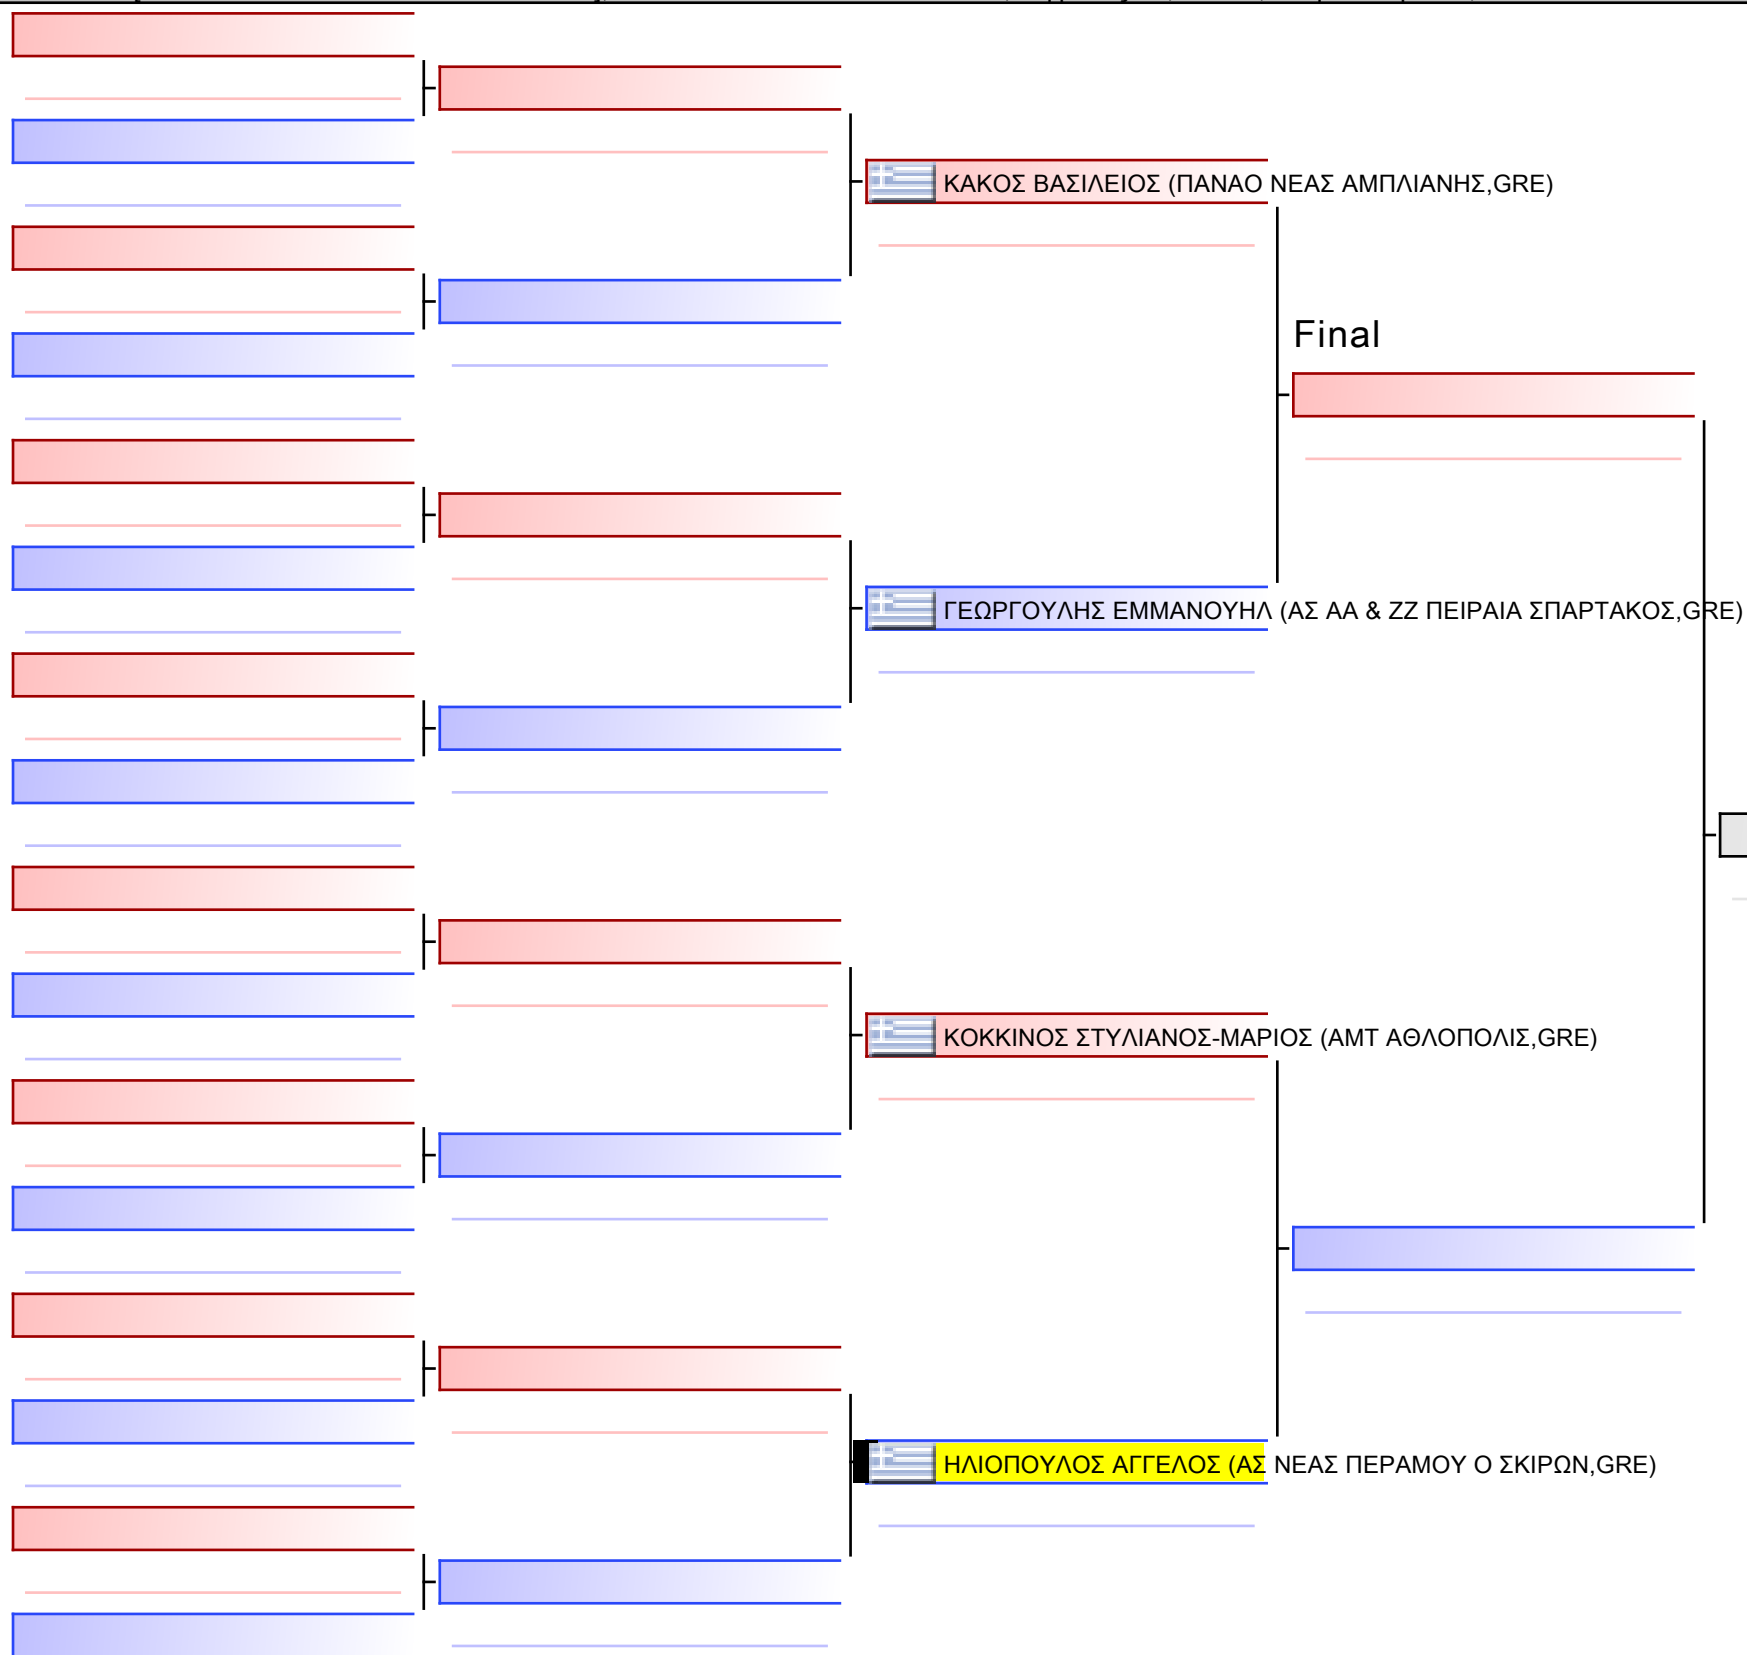 ΚΑΚΟΣ ΒΑΣΙΛΕΙΟΣ (ΠΑΝΑΟ ΝΕΑΣ ΑΜΠΛΙΑΝΗΣ,GRE)
Final
ΓΕΩΡΓΟΥΛΗΣ ΕΜΜΑΝΟΥΗΛ (ΑΣ ΑΑ & ΖΖ ΠΕΙΡΑΙΑ ΣΠΑΡΤΑΚΟΣ,GRE)
ΚΟΚΚΙΝΟΣ ΣΤΥΛΙΑΝΟΣ-ΜΑΡΙΟΣ (ΑΜΤ ΑΘΛΟΠΟΛΙΣ,GRE)
ΗΛΙΟΠΟΥΛΟΣ ΑΓΓΕΛΟΣ (ΑΣ ΝΕΑΣ ΠΕΡΑΜΟΥ Ο ΣΚΙΡΩΝ,GRE)